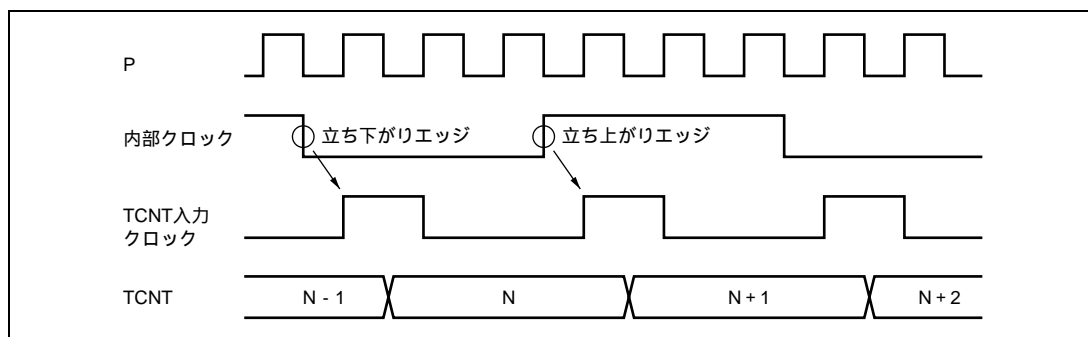 P
内部クロック
立ち下がりエッジ
立ち上がりエッジ
TCNT入力
クロック
TCNT
N - 1
N
N + 1
N + 2